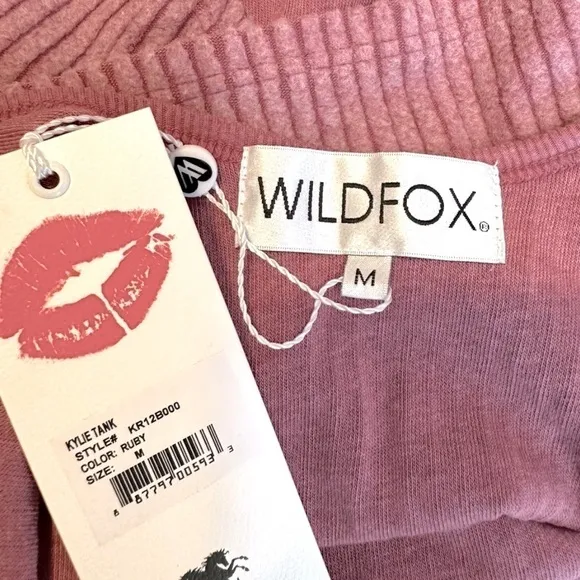 WILDFOX®
M
KYLIE TANK
STYLE# KR12B000
COLOR: RUBY
SIZE: M
8 87797 00593 3